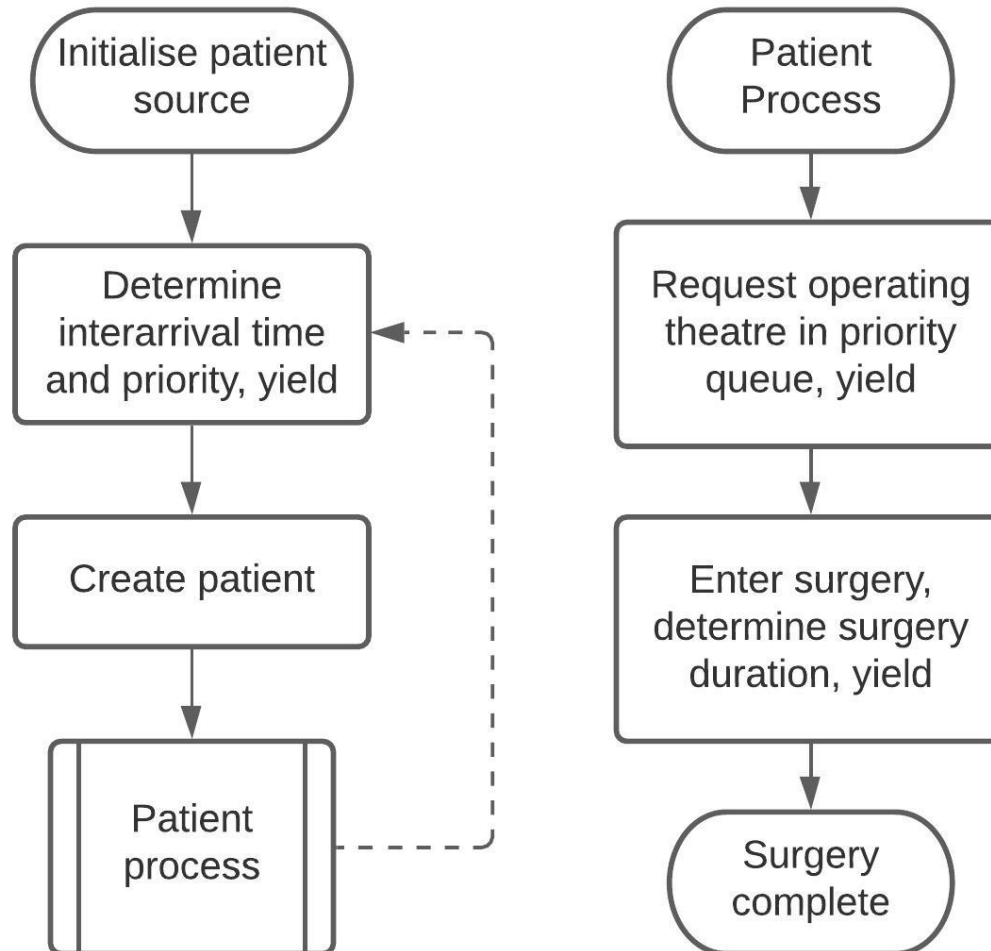 Initialise patient
source
Determine
interarrival time
and priority, yield
Create patient
Patient
process
Patient
Process
Request operating
theatre in priority
queue, yield
Enter surgery,
determine surgery
duration, yield
Surgery
complete